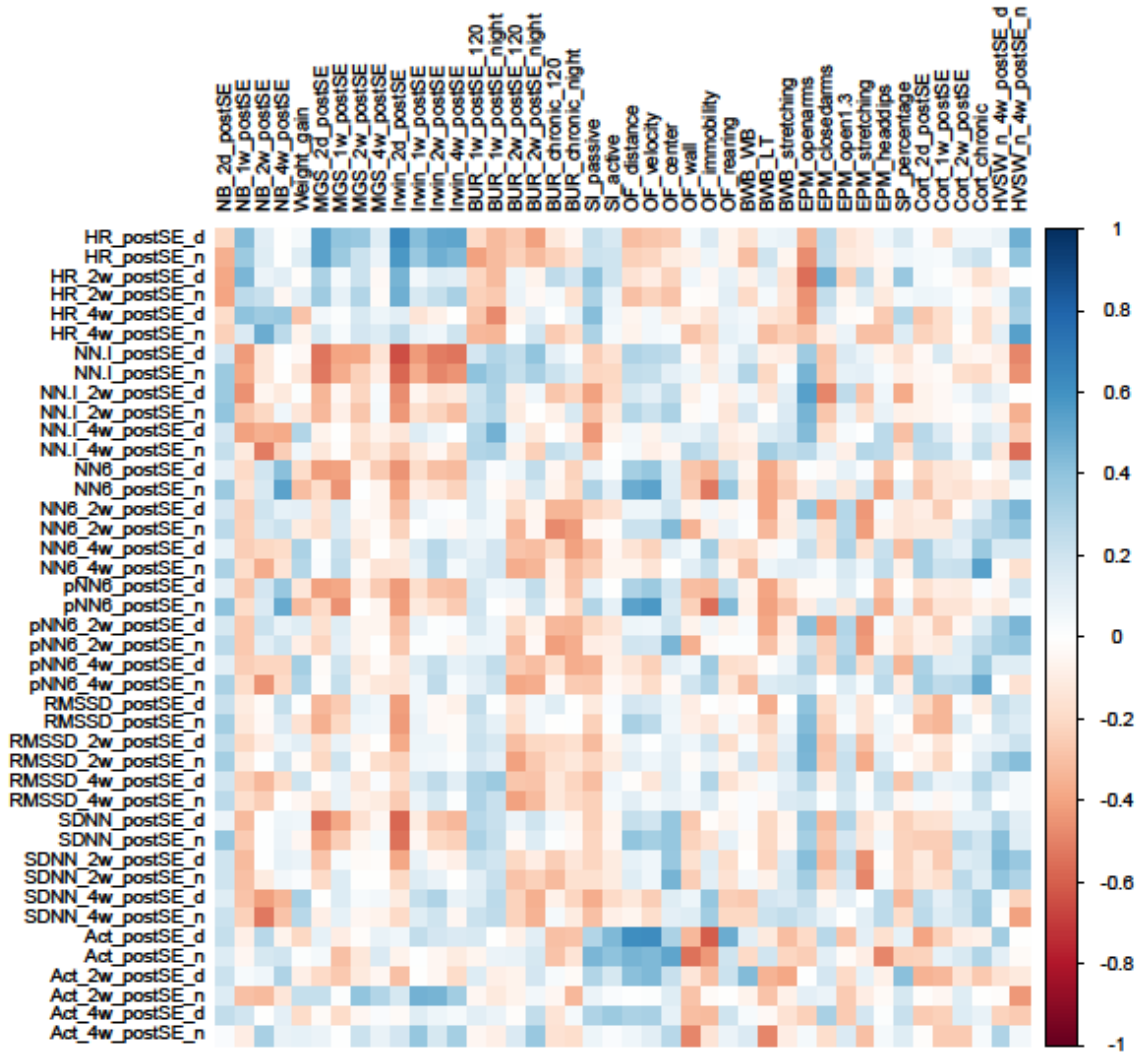 NB_2d_postSE
NB_1w_postSE
NB_2w_postSE
NB_4w_postSE
Weight_gain
MGS_2d_postSE
MGS_1w_postSE
MGS_2w_postSE
MGS_4w_postSE
Irwin_2d_postSE
Irwin_1w_postSE
Irwin_2w_postSE
Irwin_4w_postSE
BUR_1w_postSE_120
BUR_1w_postSE_night
BUR_2w_postSE_120
BUR_2w_postSE_night
BUR_chronic_120
BUR_chronic_night
SI_passive
SI_active
OF_distance
OF_velocity
OF_center
OF_wall
OF_immobility
OF_rearing
BWB_WB
BWB_LT
BWB_stretching
EPM_openarms
EPM_closedarms
EPM_open1.3
EPM_stretching
EPM_headdips
SP_percentage
Cort_2d_postSE
Cort_1w_postSE
Cort_2w_postSE
Cort_chronic
HVSW_n_4w_postSE_d
HVSW_n_4w_postSE_n
HR_postSE_d
HR_postSE_n
HR_2w_postSE_d
HR_2w_postSE_n
HR_4w_postSE_d
HR_4w_postSE_n
NN.I_postSE_d
NN.I_postSE_n
NN.I_2w_postSE_d
NN.I_2w_postSE_n
NN.I_4w_postSE_d
NN.I_4w_postSE_n
NN6_postSE_d
NN6_postSE_n
NN6_2w_postSE_d
NN6_2w_postSE_n
NN6_4w_postSE_d
NN6_4w_postSE_n
pNN6_postSE_d
pNN6_postSE_n
pNN6_2w_postSE_d
pNN6_2w_postSE_n
pNN6_4w_postSE_d
pNN6_4w_postSE_n
RMSSD_postSE_d
RMSSD_postSE_n
RMSSD_2w_postSE_d
RMSSD_2w_postSE_n
RMSSD_4w_postSE_d
RMSSD_4w_postSE_n
SDNN_postSE_d
SDNN_postSE_n
SDNN_2w_postSE_d
SDNN_2w_postSE_n
SDNN_4w_postSE_d
SDNN_4w_postSE_n
Act_postSE_d
Act_postSE_n
Act_2w_postSE_d
Act_2w_postSE_n
Act_4w_postSE_d
Act_4w_postSE_n
1
0.8
0.6
0.4
0.2
0
-0.2
-0.4
-0.6
-0.8
-1